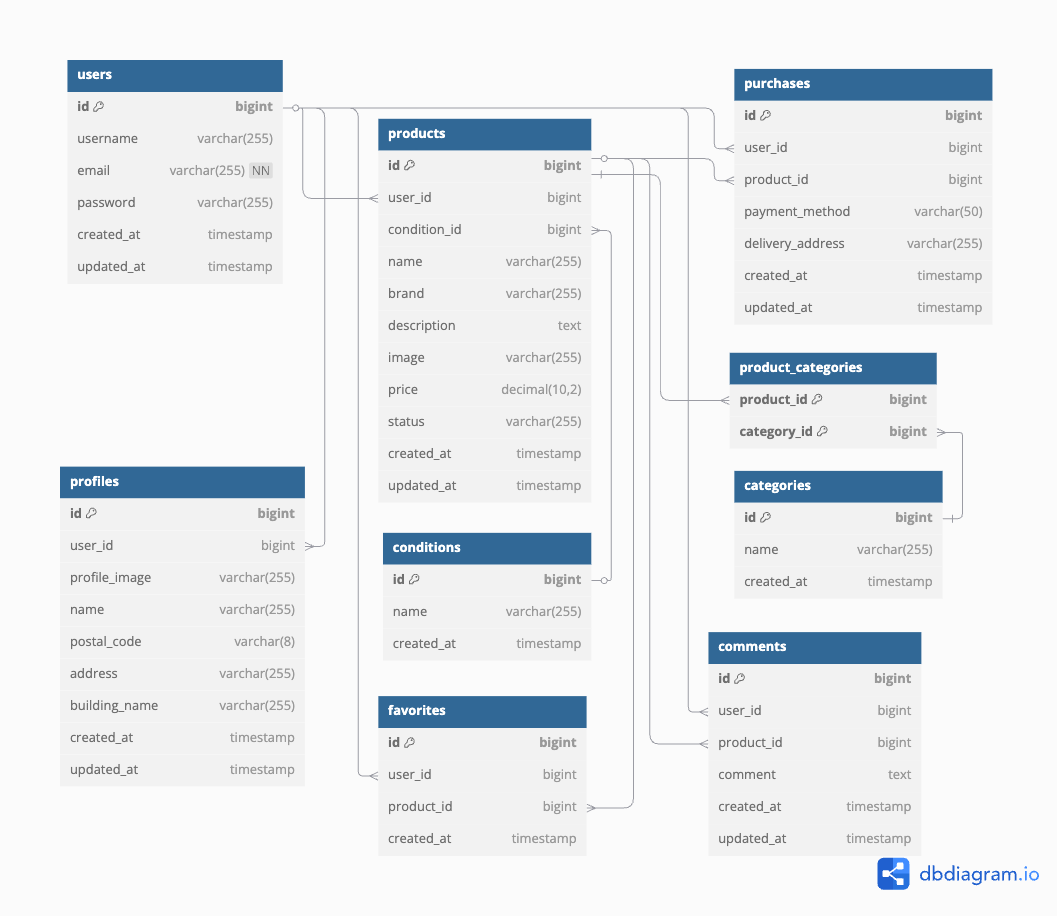 users
id bigint
username varchar(255)
email varchar(255) NN
password varchar(255)
created_at timestamp
updated_at timestamp
products
id bigint
user_id bigint
condition_id bigint
name varchar(255)
brand varchar(255)
description text
image varchar(255)
price decimal(10,2)
status varchar(255)
created_at timestamp
updated_at timestamp
purchases
id bigint
user_id bigint
product_id bigint
payment_method varchar(50)
delivery_address varchar(255)
created_at timestamp
updated_at timestamp
product_categories
product_id bigint
category_id bigint
profiles
id bigint
user_id bigint
profile_image varchar(255)
name varchar(255)
postal_code varchar(8)
address varchar(255)
building_name varchar(255)
created_at timestamp
updated_at timestamp
conditions
id bigint
name varchar(255)
created_at timestamp
categories
id bigint
name varchar(255)
created_at timestamp
favorites
id bigint
user_id bigint
product_id bigint
created_at timestamp
comments
id bigint
user_id bigint
product_id bigint
comment text
created_at timestamp
updated_at timestamp
dbdiagram.io